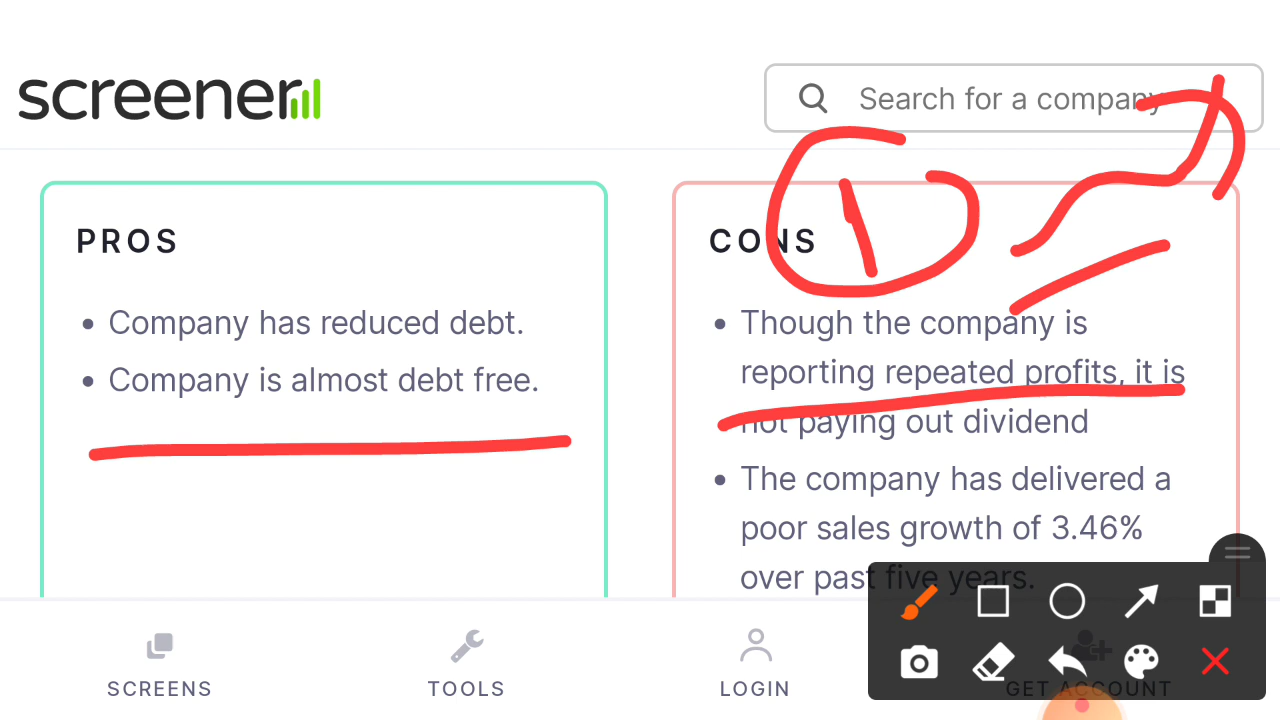 screener
Search for a company
PROS
Company has reduced debt.
Company is almost debt free.
CONS
Though the company is
reporting repeated profits, it is
not paying out dividend
The company has delivered a
poor sales growth of 3.46%
over past five years.
1
SCREENS
TOOLS
LOGIN
GET ACCOUNT